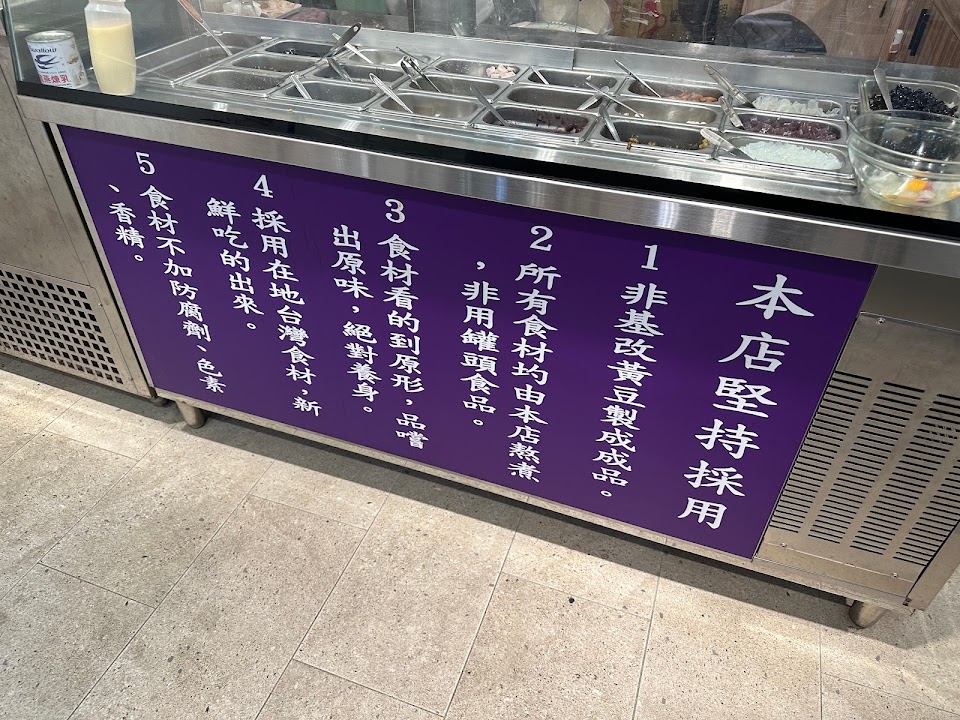 本店堅持採用
1 非基改黃豆製成成品。
2 所有食材圴由本店熬煮
，非用罐頭食品。
3 食材看的到原形，品嚐
出原味，絕對養身。
4 採用在地台灣食材，新
鮮吃的出來。
5 食材不加防腐劑、色素
、香精。